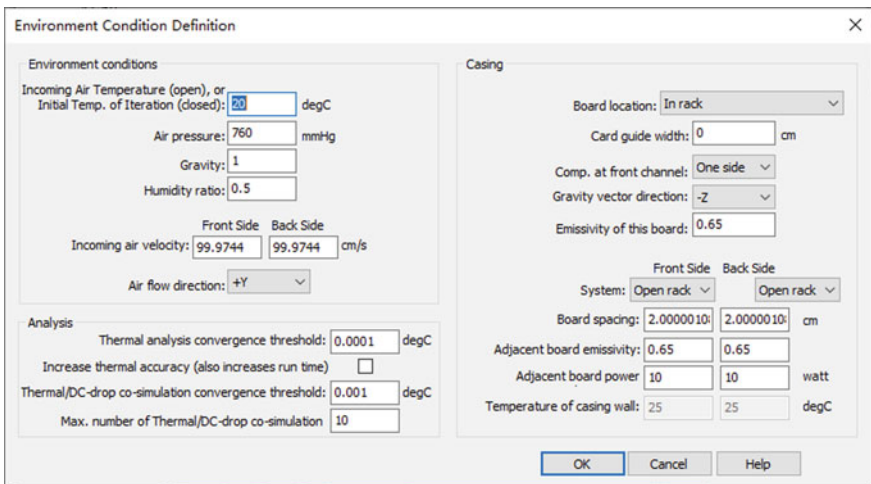 Environment Condition Definition
Environment conditions
Incoming Air Temperature (open), or
Initial Temp. of Iteration (closed): 20 degC
Air pressure: 760 mmHg
Gravity: 1
Humidity ratio: 0.5
Front Side Back Side
Incoming air velocity: 99.9744 99.9744 cm/s
Air flow direction: +Y
Analysis
Thermal analysis convergence threshold: 0.0001 degC
Increase thermal accuracy (also increases run time)
Thermal/DC-drop co-simulation convergence threshold: 0.001 degC
Max. number of Thermal/DC-drop co-simulation 10
Casing
Board location: In rack
Card guide width: 0 cm
Comp. at front channel: One side
Gravity vector direction: -Z
Emissivity of this board: 0.65
Front Side Back Side
System: Open rack Open rack
Board spacing: 2.0000010 2.0000010 cm
Adjacent board emissivity: 0.65 0.65
Adjacent board power 10 10 watt
Temperature of casing wall: 25 25 degC
OK Cancel Help